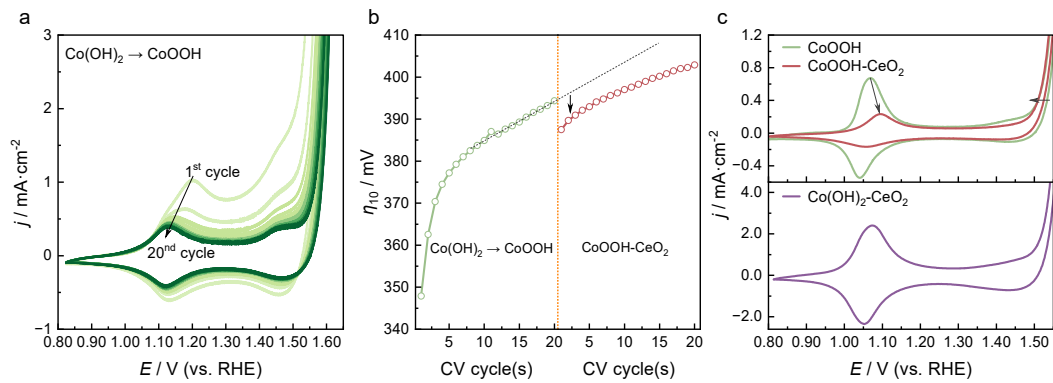 a
Co(OH)₂ → CoOOH
1ˢᵗ cycle
20ⁿᵈ cycle
3
2
1
0
−1
j / mA·cm⁻²
0.80 0.90 1.00 1.10 1.20 1.30 1.40 1.50 1.60
E / V (vs. RHE)
b
410
400
390
380
370
360
350
340
η₁₀ / mV
Co(OH)₂ → CoOOH
CoOOH-CeO₂
5 10 15 20 5 10 15 20
CV cycle(s) CV cycle(s)
c
CoOOH
CoOOH-CeO₂
1.2
0.8
0.4
0.0
−0.4
Co(OH)₂-CeO₂
4.0
2.0
0.0
−2.0
j / mA·cm⁻²
0.80 0.90 1.00 1.10 1.20 1.30 1.40 1.50
E / V (vs. RHE)